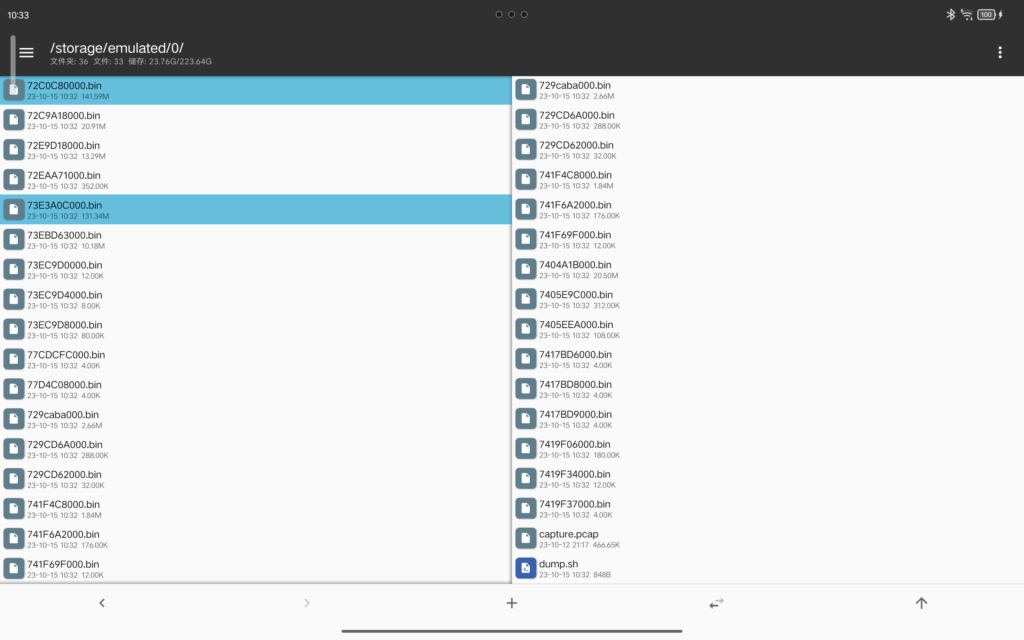 10:33
100
/storage/emulated/0/
文件夹: 36 文件: 33 储存: 23.76G/223.64G
72C0C80000.bin
23-10-15 10:32 141.59M
72C9A18000.bin
23-10-15 10:32 20.91M
72E9D18000.bin
23-10-15 10:32 13.29M
72EAA71000.bin
23-10-15 10:32 352.00K
73E3A0C000.bin
23-10-15 10:32 131.34M
73EBD63000.bin
23-10-15 10:32 10.18M
73EC9D0000.bin
23-10-15 10:32 12.00K
73EC9D4000.bin
23-10-15 10:32 8.00K
73EC9D8000.bin
23-10-15 10:32 80.00K
77CDCFC000.bin
23-10-15 10:32 4.00K
77D4C08000.bin
23-10-15 10:32 4.00K
729caba000.bin
23-10-15 10:32 2.66M
729CD6A000.bin
23-10-15 10:32 288.00K
729CD62000.bin
23-10-15 10:32 32.00K
741F4C8000.bin
23-10-15 10:32 1.84M
741F6A2000.bin
23-10-15 10:32 176.00K
741F69F000.bin
23-10-15 10:32 12.00K
729caba000.bin
23-10-15 10:32 2.66M
729CD6A000.bin
23-10-15 10:32 288.00K
729CD62000.bin
23-10-15 10:32 32.00K
741F4C8000.bin
23-10-15 10:32 1.84M
741F6A2000.bin
23-10-15 10:32 176.00K
741F69F000.bin
23-10-15 10:32 12.00K
7404A1B000.bin
23-10-15 10:32 20.50M
7405E9C000.bin
23-10-15 10:32 312.00K
7405EEA000.bin
23-10-15 10:32 108.00K
7417BD6000.bin
23-10-15 10:32 4.00K
7417BD8000.bin
23-10-15 10:32 4.00K
7417BD9000.bin
23-10-15 10:32 4.00K
7419F06000.bin
23-10-15 10:32 180.00K
7419F34000.bin
23-10-15 10:32 12.00K
7419F37000.bin
23-10-15 10:32 4.00K
capture.pcap
23-10-12 21:17 466.65K
dump.sh
23-10-15 10:32 848B